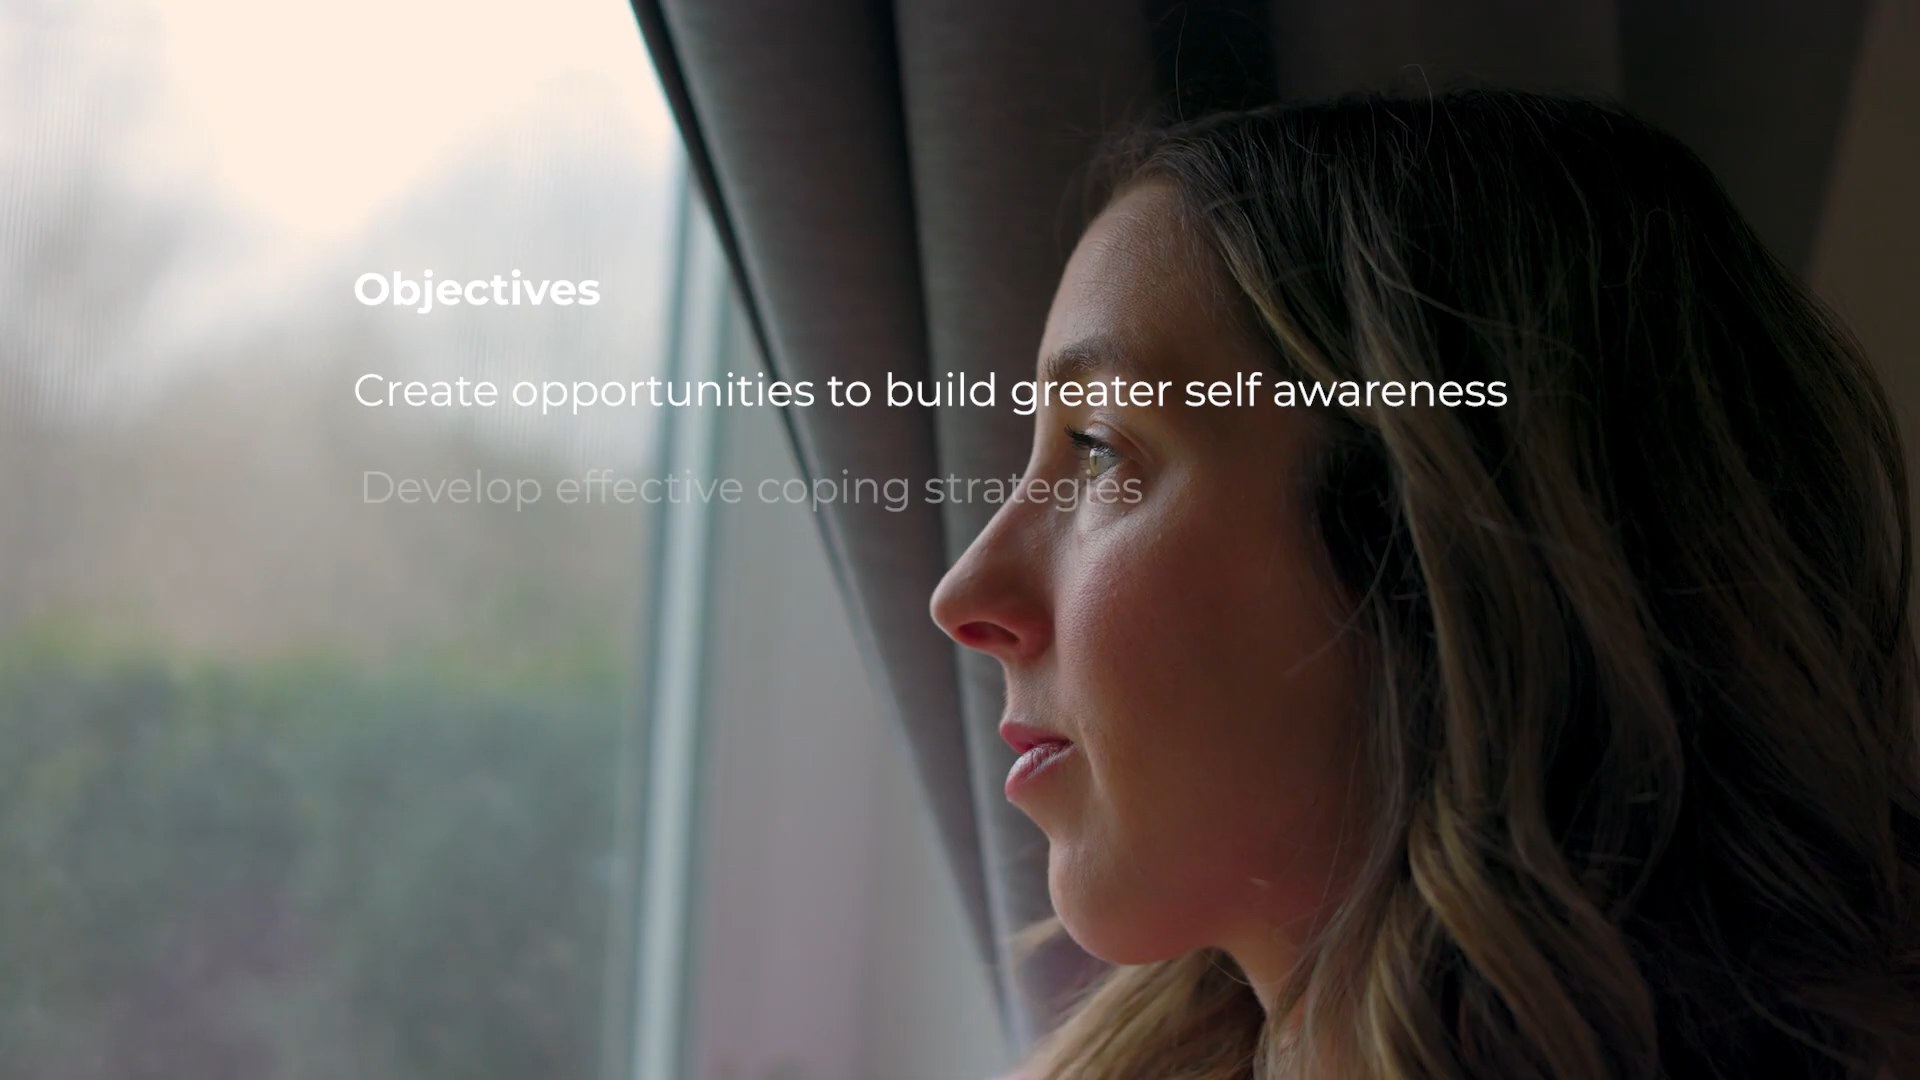 Objectives
Create opportunities to build greater self awareness
Develop effective coping strategies